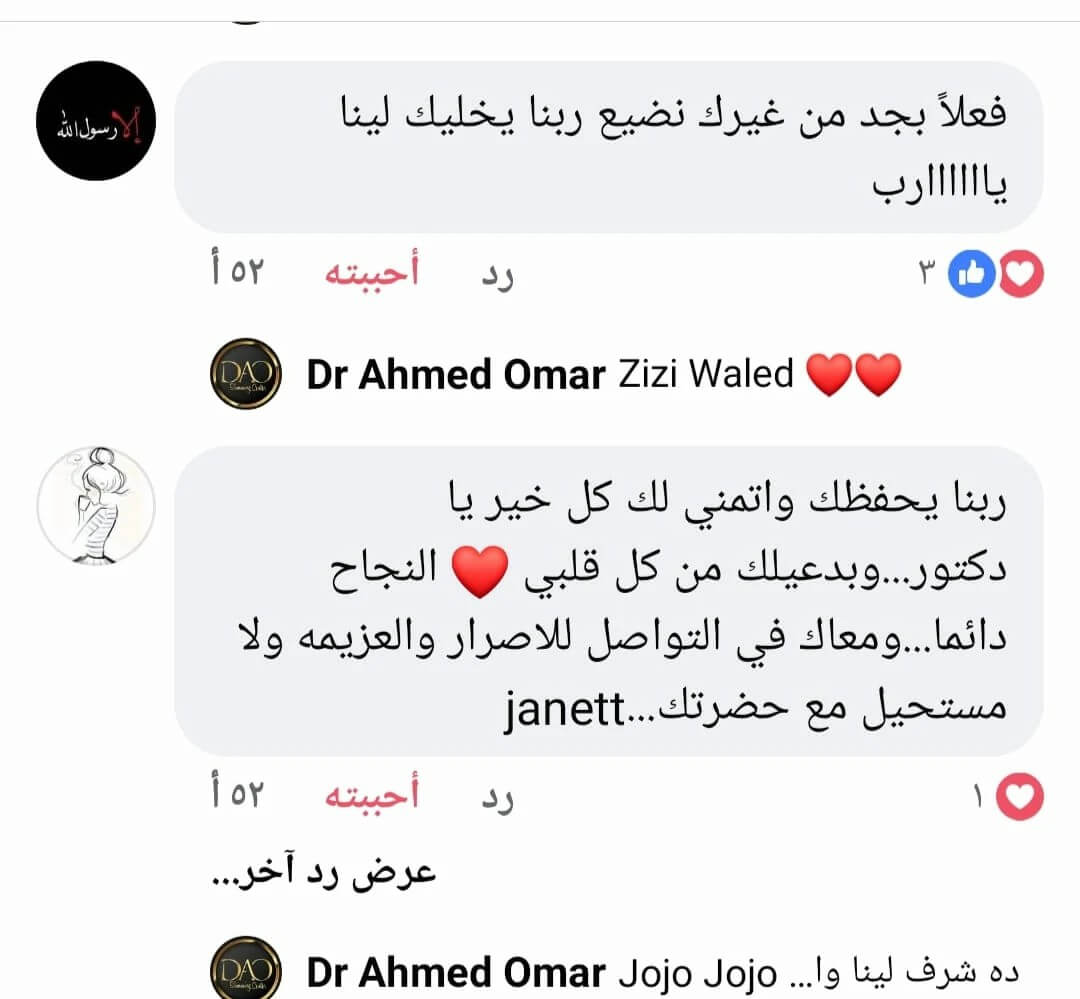 إلا رسول الله
فعلاً بجد من غيرك نضيع ربنا يخليك لينا
ياااااارب
٥٢ أ أحببته رد ٣
DAO
Dr Ahmed Omar Zizi Waled ❤️❤️
ربنا يحفظك واتمني لك كل خير يا
دكتور...وبدعيلك من كل قلبي ❤️ النجاح
دائما...ومعاك في التواصل للاصرار والعزيمه ولا
مستحيل مع حضرتك...janett
٥٢ أ أحببته رد ١
عرض رد آخر...
DAO
Dr Ahmed Omar Jojo Jojo ده شرف لينا وا...